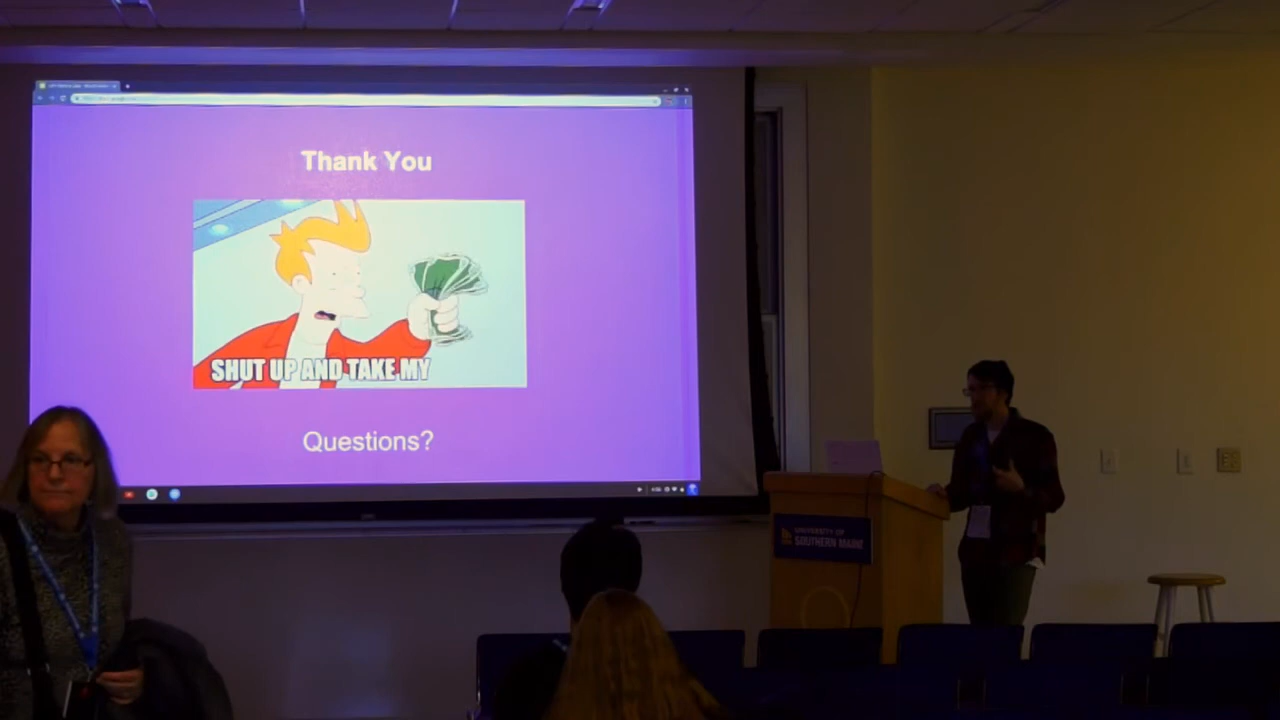 Thank You
SHUT UP AND TAKE MY
Questions?
UNIVERSITY OF
SOUTHERN MAINE